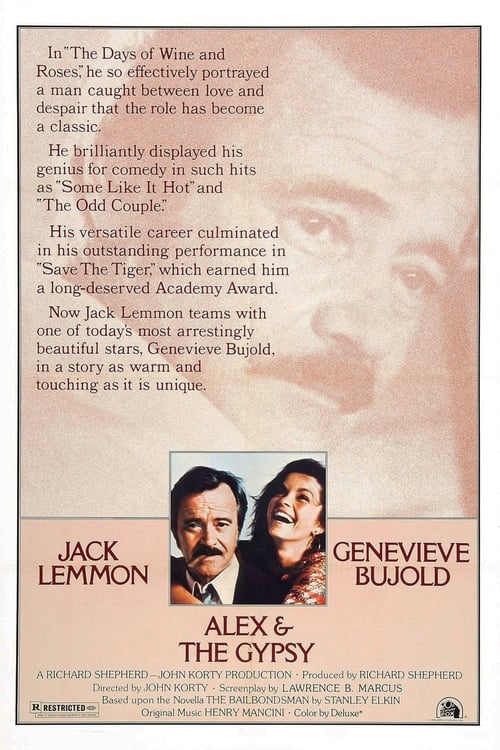 In "The Days of Wine and
Roses," he so effectively portrayed
a man caught between love and
despair that the role has become
a classic.
He brilliantly displayed his
genius for comedy in such hits
as "Some Like It Hot" and
"The Odd Couple."
His versatile career culminated
in his outstanding performance in
"Save The Tiger," which earned him
a long-deserved Academy Award.
Now Jack Lemmon teams with
one of today's most arrestingly
beautiful stars, Genevieve Bujold,
in a story as warm and
touching as it is unique.
JACK
LEMMON
GENEVIEVE
BUJOLD
ALEX &
THE GYPSY
A RICHARD SHEPHERD—JOHN KORTY PRODUCTION • Produced by RICHARD SHEPHERD
Directed by JOHN KORTY • Screenplay by LAWRENCE B. MARCUS
Based upon the Novella THE BAILBONDSMAN by STANLEY ELKIN
Original Music HENRY MANCINI • Color by Deluxe®
R RESTRICTED